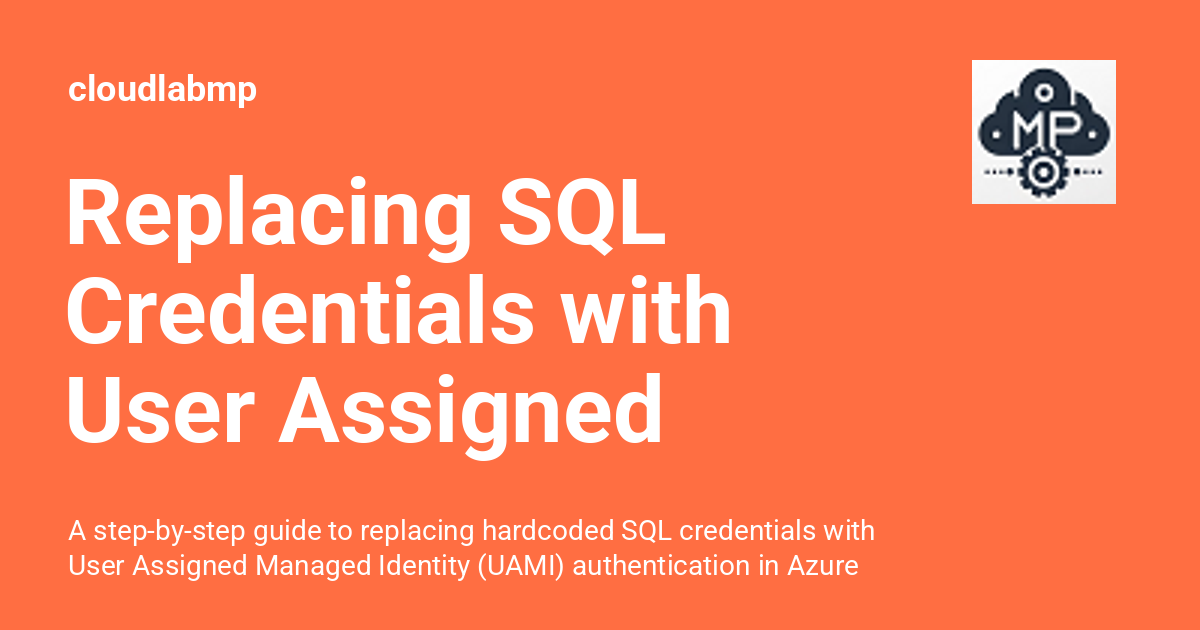 cloudlabmp
MP
Replacing SQL
Credentials with
User Assigned
A step-by-step guide to replacing hardcoded SQL credentials with
User Assigned Managed Identity (UAMI) authentication in Azure